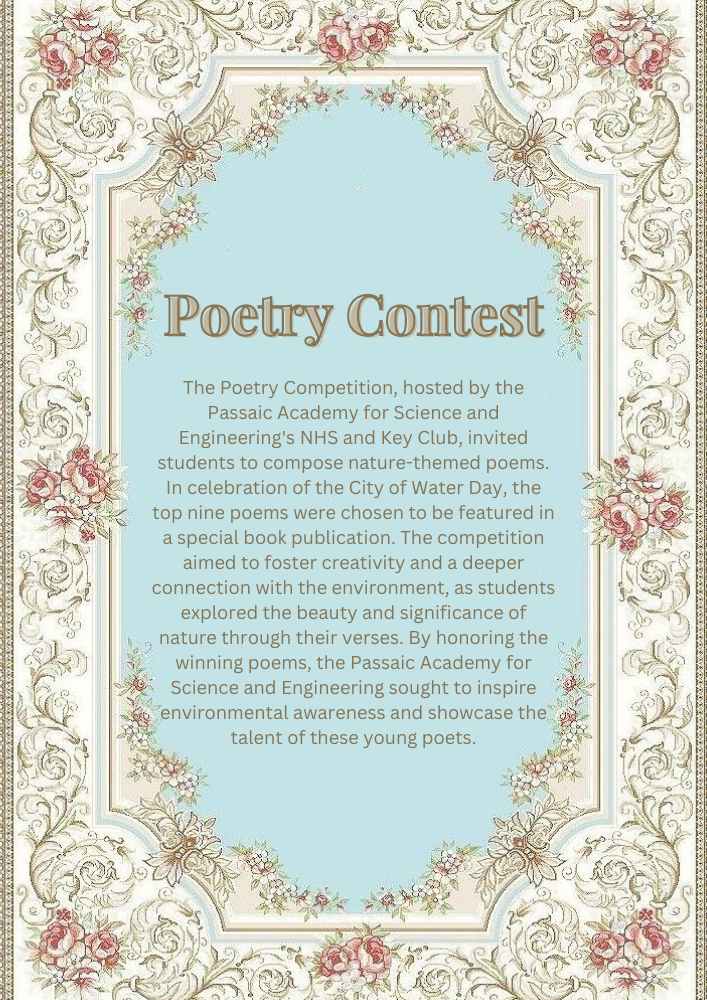 Poetry Contest
The Poetry Competition, hosted by the
Passaic Academy for Science and
Engineering's NHS and Key Club, invited
students to compose nature-themed poems.
In celebration of the City of Water Day, the
top nine poems were chosen to be featured in
a special book publication. The competition
aimed to foster creativity and a deeper
connection with the environment, as students
explored the beauty and significance of
nature through their verses. By honoring the
winning poems, the Passaic Academy for
Science and Engineering sought to inspire
environmental awareness and showcase the
talent of these young poets.